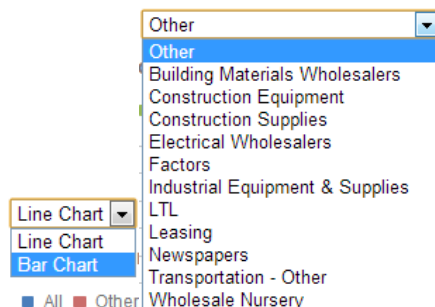 Other
Other
Building Materials Wholesalers
Construction Equipment
Construction Supplies
Electrical Wholesalers
Factors
Industrial Equipment & Supplies
LTL
Leasing
Newspapers
Transportation - Other
Wholesale Nursery
Line Chart
Line Chart
Bar Chart
All Other